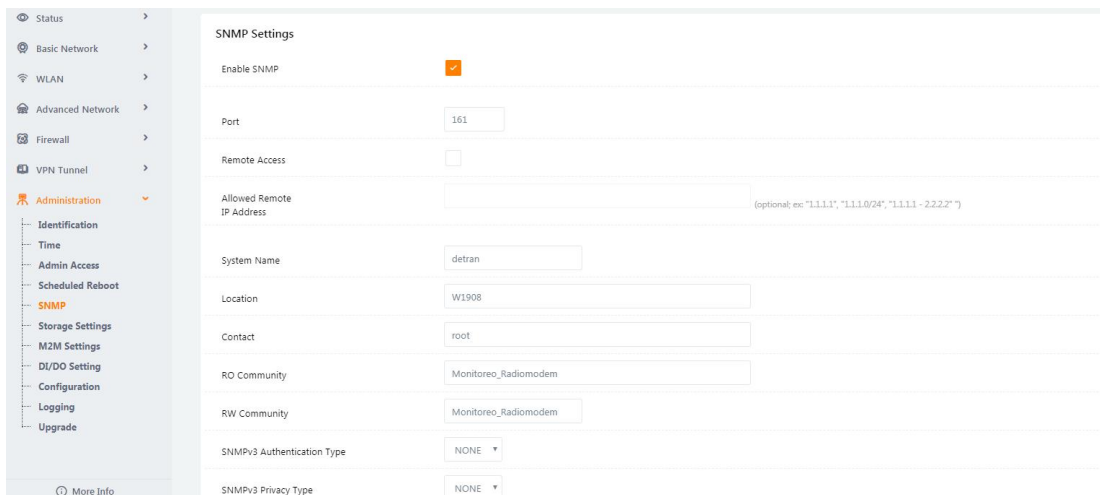 Status
Basic Network
WLAN
Advanced Network
Firewall
VPN Tunnel
Administration
Identification
Time
Admin Access
Scheduled Reboot
SNMP
Storage Settings
M2M Settings
DI/DO Setting
Configuration
Logging
Upgrade
More Info
SNMP Settings
Enable SNMP
Port 161
Remote Access
Allowed Remote
IP Address (optional; ex: "1.1.1.1", "1.1.1.0/24", "1.1.1.1 - 2.2.2.2" ")
System Name detran
Location W1908
Contact root
RO Community Monitoreo_Radiomodem
RW Community Monitoreo_Radiomodem
SNMPv3 Authentication Type NONE
SNMPv3 Privacy Type NONE